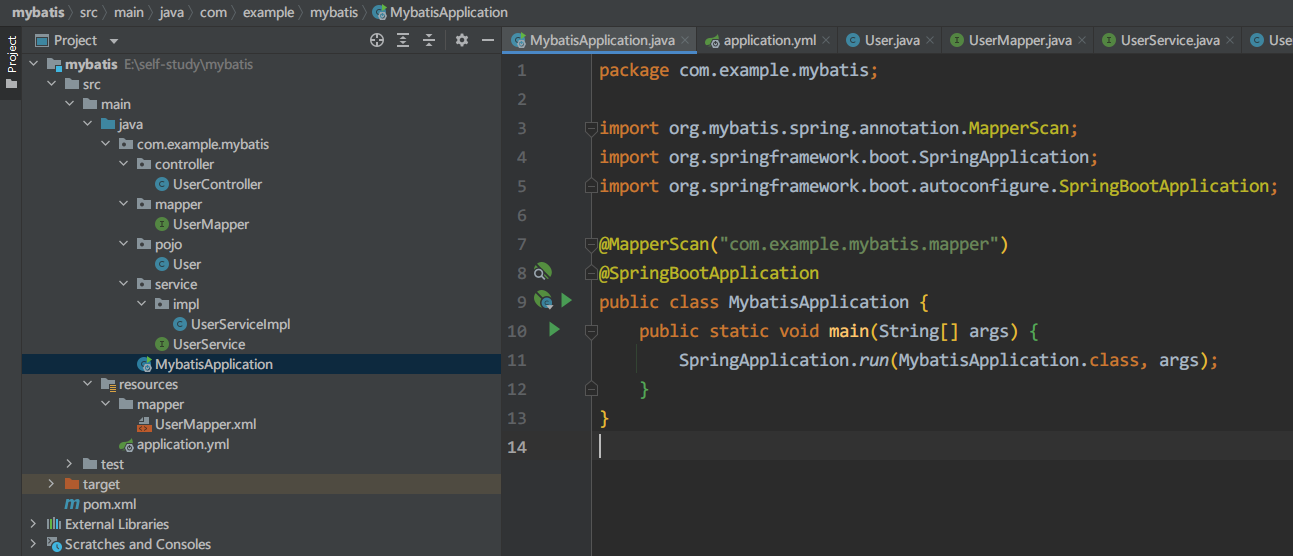 mybatis › src › main › java › com › example › mybatis › MybatisApplication
Project
Project
MybatisApplication.java
application.yml
User.java
UserMapper.java
UserService.java
Use
mybatis E:\self-study\mybatis
src
main
java
com.example.mybatis
controller
UserController
mapper
UserMapper
pojo
User
service
impl
UserServiceImpl
UserService
MybatisApplication
resources
mapper
UserMapper.xml
application.yml
test
target
pom.xml
External Libraries
Scratches and Consoles
1 package com.example.mybatis;
2
3 import org.mybatis.spring.annotation.MapperScan;
4 import org.springframework.boot.SpringApplication;
5 import org.springframework.boot.autoconfigure.SpringBootApplication;
6
7 @MapperScan("com.example.mybatis.mapper")
8 @SpringBootApplication
9 public class MybatisApplication {
10     public static void main(String[] args) {
11         SpringApplication.run(MybatisApplication.class, args);
12     }
13 }
14